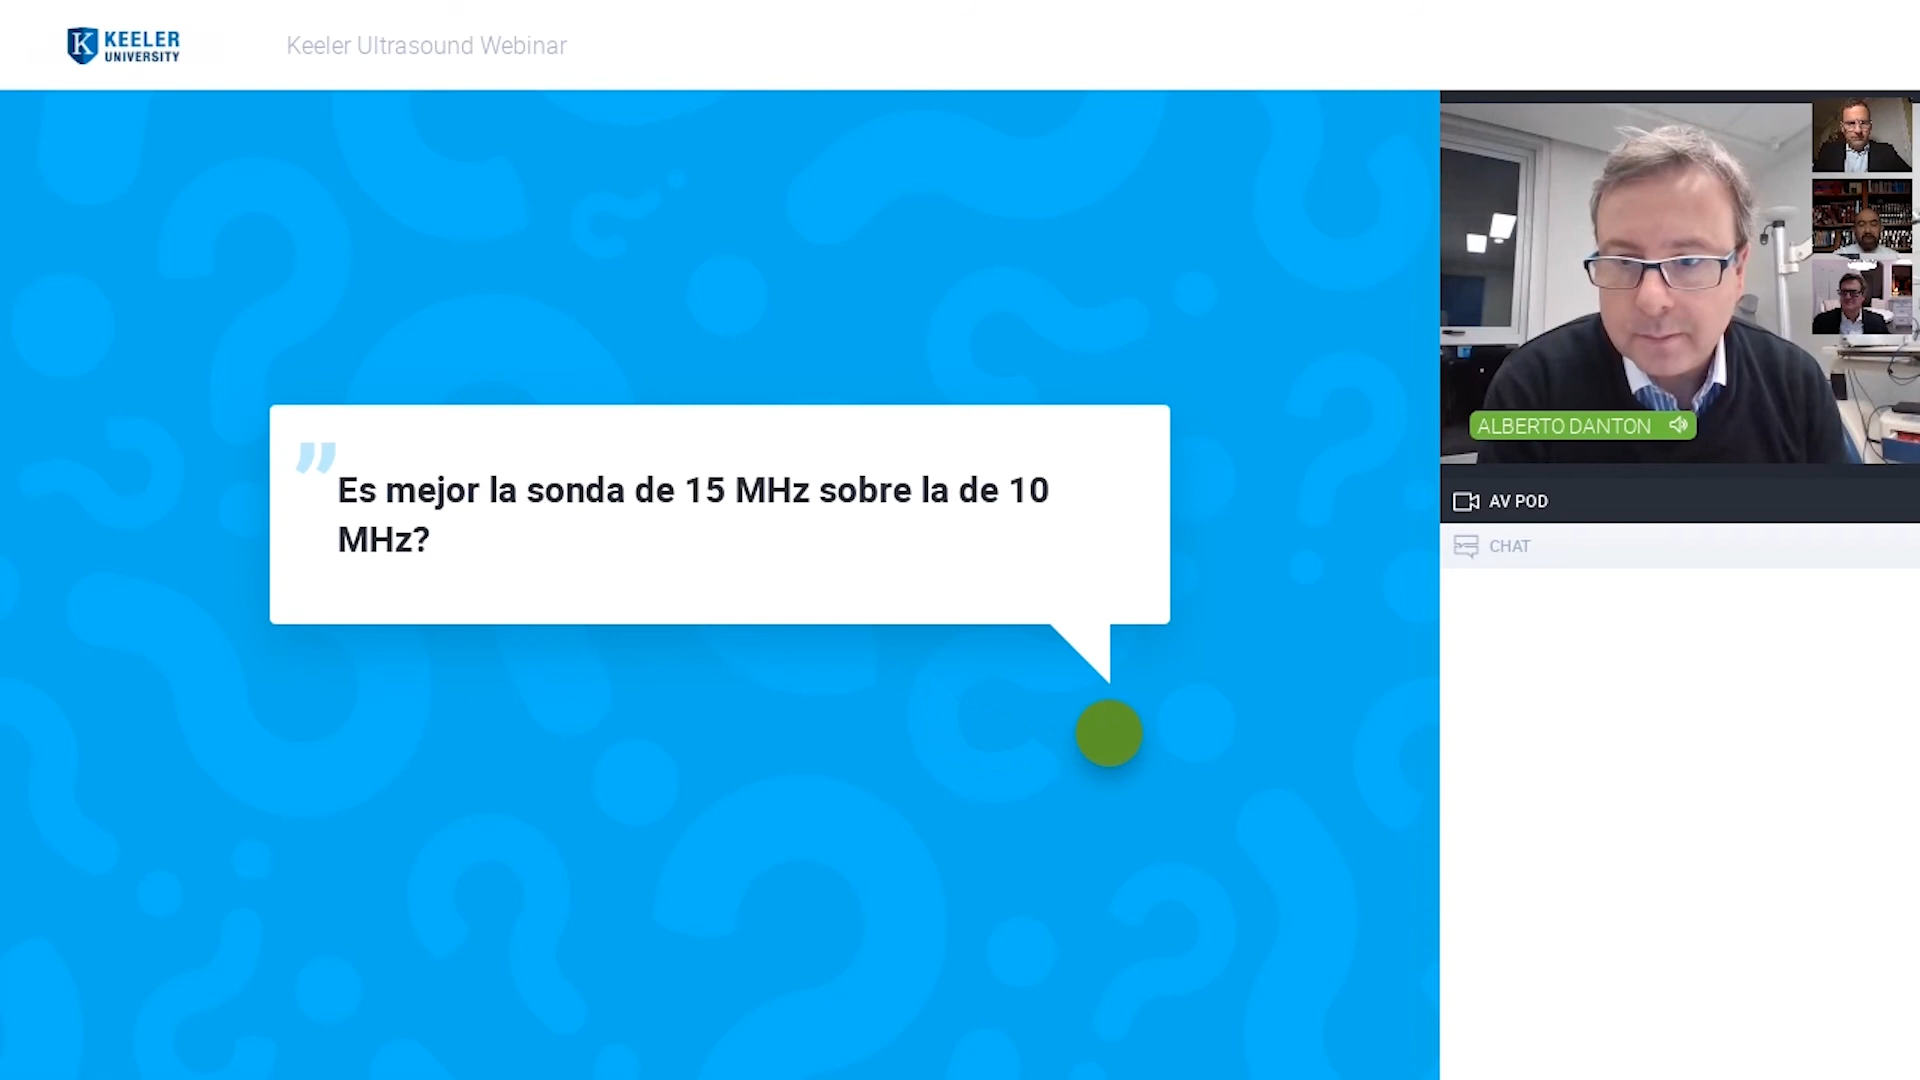 K KEELER
UNIVERSITY
Keeler Ultrasound Webinar
”
Es mejor la sonda de 15 MHz sobre la de 10
MHz?
ALBERTO DANTON
AV POD
CHAT